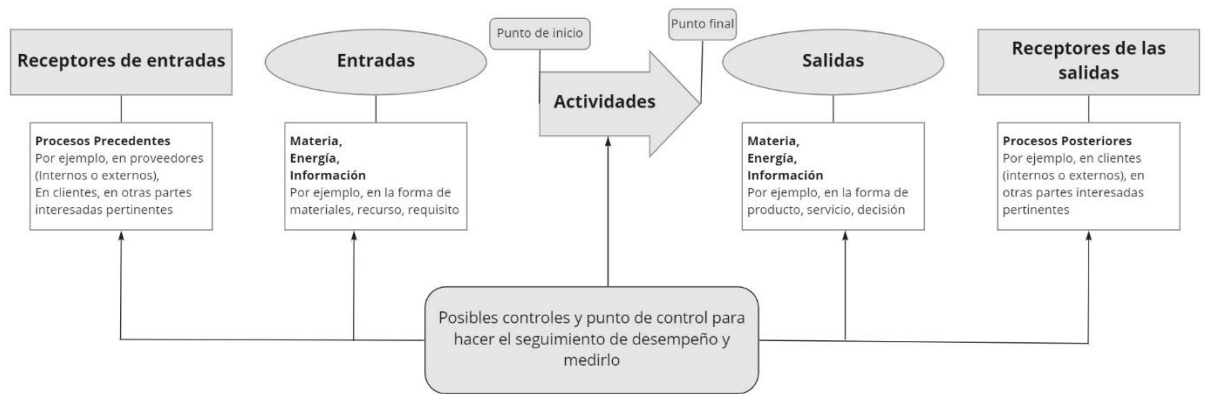 Punto de inicio
Punto final
Receptores de entradas
Entradas
Actividades
Salidas
Receptores de las
salidas
Procesos Precedentes
Por ejemplo, en proveedores
(Internos o externos),
En clientes, en otras partes
interesadas pertinentes
Materia,
Energía,
Información
Por ejemplo, en la forma de
materiales, recurso, requisito
Materia,
Energía,
Información
Por ejemplo, en la forma de
producto, servicio, decisión
Procesos Posteriores
Por ejemplo, en clientes
(internos o externos), en
otras partes interesadas
pertinentes
Posibles controles y punto de control para
hacer el seguimiento de desempeño y
medirlo